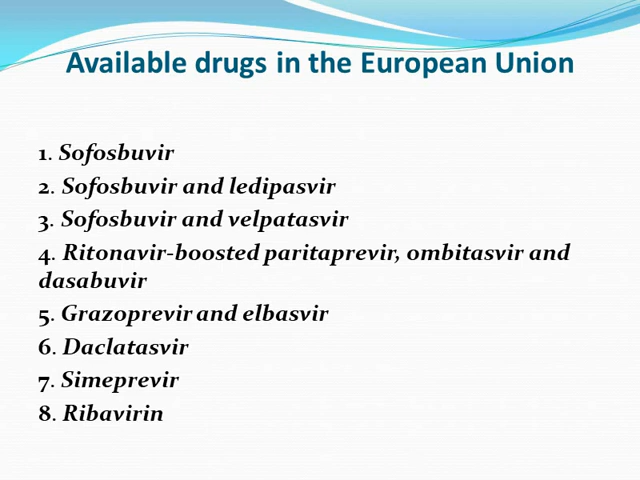 Available drugs in the European Union
1. Sofosbuvir
2. Sofosbuvir and ledipasvir
3. Sofosbuvir and velpatasvir
4. Ritonavir-boosted paritaprevir, ombitasvir and
dasabuvir
5. Grazoprevir and elbasvir
6. Daclatasvir
7. Simeprevir
8. Ribavirin